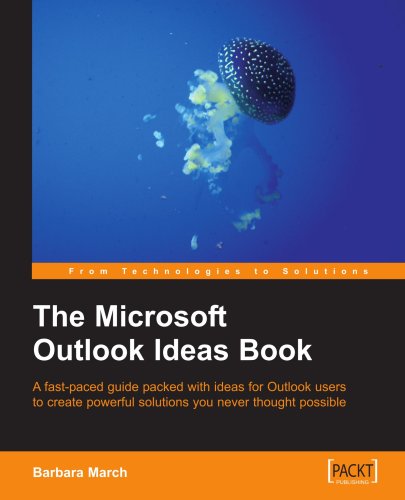 From Technologies to Solutions
The Microsoft
Outlook Ideas Book
A fast-paced guide packed with ideas for Outlook users
to create powerful solutions you never thought possible
Barbara March
[PACKT]
PUBLISHING